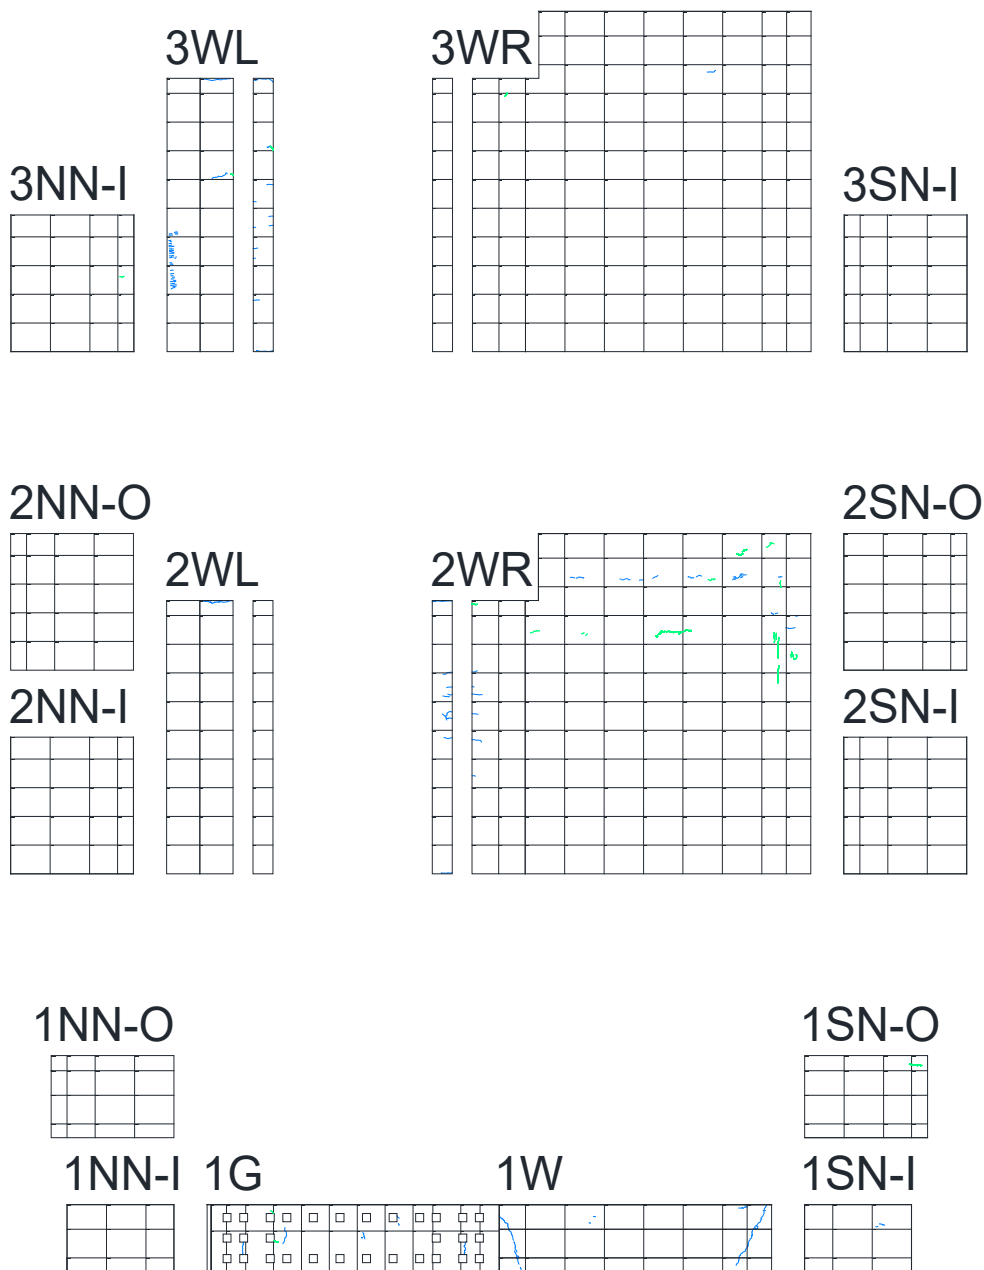 3WL
3WR
3NN-I
3SN-I
2NN-O
2SN-O
2WL
2WR
2NN-I
2SN-I
1NN-O
1SN-O
1NN-I
1G
1W
1SN-I